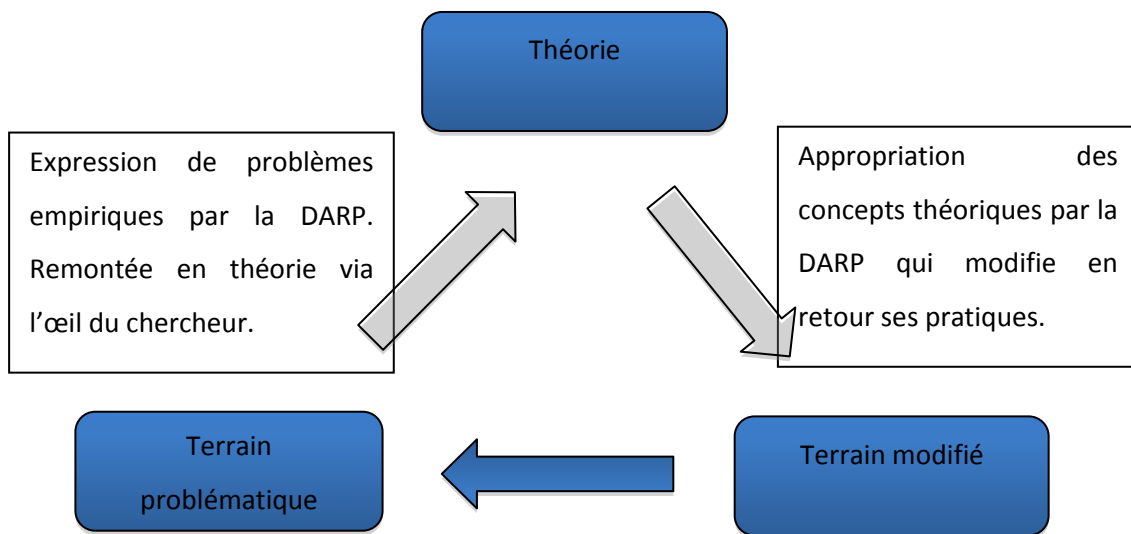 Théorie
Expression de problèmes
empiriques par la DARP.
Remontée en théorie via
l’œil du chercheur.
Appropriation des
concepts théoriques par la
DARP qui modifie en
retour ses pratiques.
Terrain
problématique
Terrain modifié